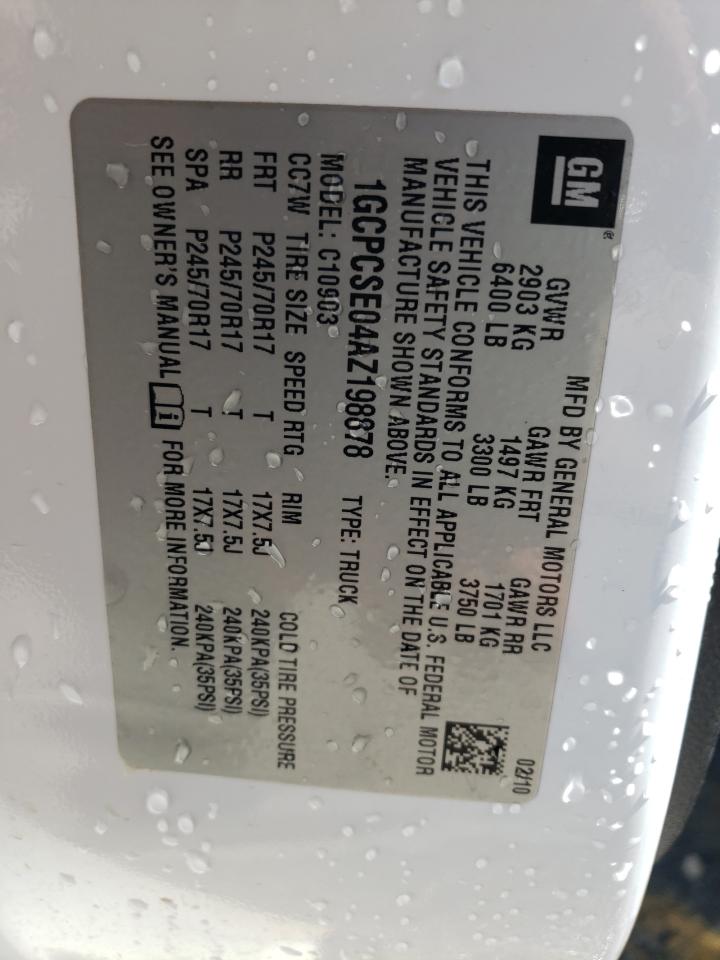 GM®
MFD BY GENERAL MOTORS LLC 02/10
GVWR GAWR FRT GAWR RR
2903 KG 1497 KG 1701 KG
6400 LB 3300 LB 3750 LB
THIS VEHICLE CONFORMS TO ALL APPLICABLE U.S. FEDERAL MOTOR
VEHICLE SAFETY STANDARDS IN EFFECT ON THE DATE OF
MANUFACTURE SHOWN ABOVE.
1GCPCSE04AZ198878 TYPE: TRUCK
MODEL: C10903
CC7W TIRE SIZE SPEED RTG RIM COLD TIRE PRESSURE
FRT P245/70R17 T 17X7.5J 240KPA(35PSI)
RR P245/70R17 T 17X7.5J 240KPA(35PSI)
SPA P245/70R17 T 17X7.5J 240KPA(35PSI)
SEE OWNER'S MANUAL i FOR MORE INFORMATION.